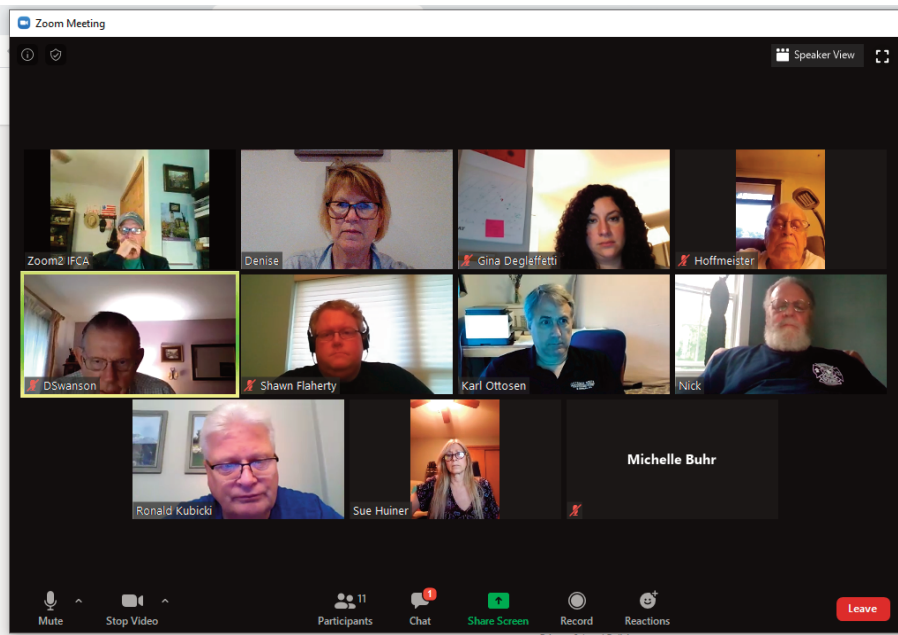 Zoom Meeting
Speaker View
Zoom2 IFCA
Denise
Gina Degleffetti
Hoffmeister
DSwanson
Shawn Flaherty
Karl Ottosen
Nick
Ronald Kubicki
Sue Huiner
Michelle Buhr
11
1
Mute
Stop Video
Participants
Chat
Share Screen
Record
Reactions
Leave